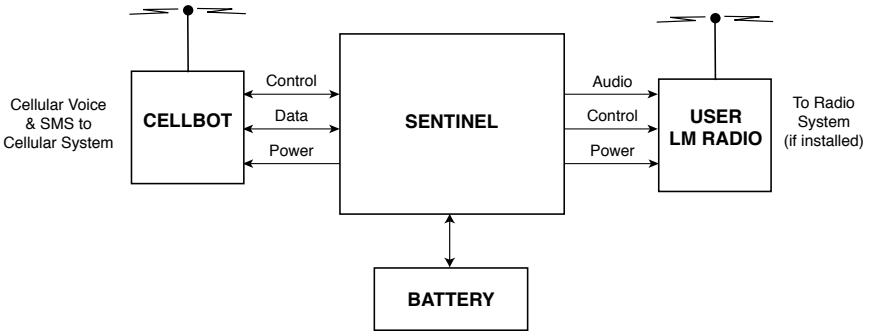 Cellular Voice
& SMS to
Cellular System
CELLBOT
Control
Data
Power
SENTINEL
Audio
Control
Power
USER
LM RADIO
To Radio
System
(if installed)
BATTERY